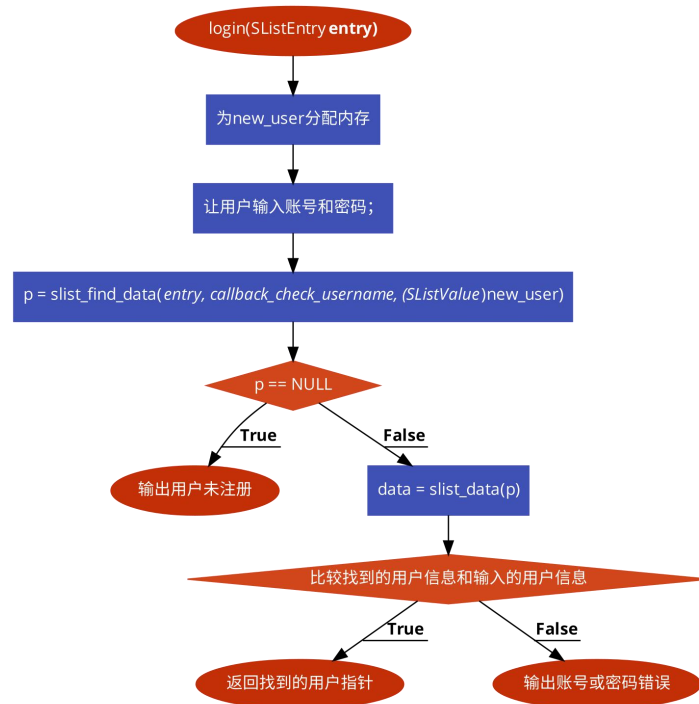 login(SListEntry entry)
为new_user分配内存
让用户输入账号和密码；
p = slist_find_data(entry, callback_check_username, (SListValue)new_user)
p == NULL
True
False
输出用户未注册
data = slist_data(p)
比较找到的用户信息和输入的用户信息
True
False
返回找到的用户指针
输出账号或密码错误